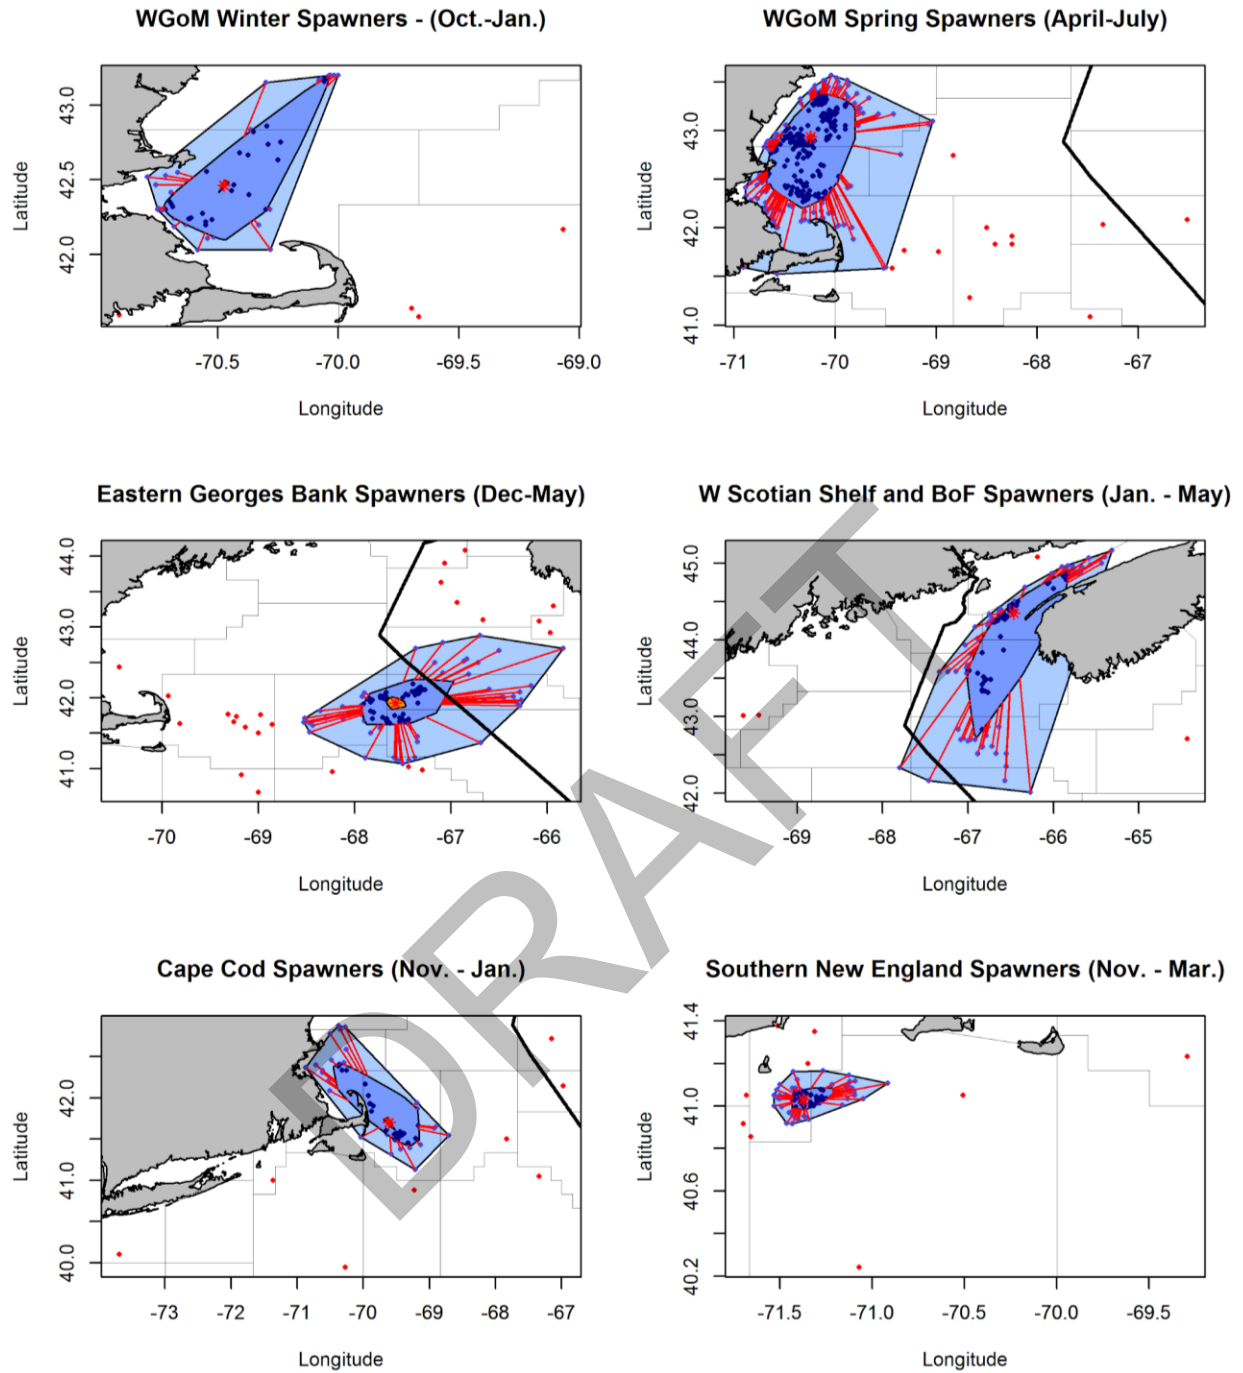 WGoM Winter Spawners - (Oct.-Jan.)
WGoM Spring Spawners (April-July)
Latitude
43.0
42.5
42.0
-70.5 -70.0 -69.5 -69.0
Longitude
Latitude
43.0
42.0
41.0
-71 -70 -69 -68 -67
Longitude
Eastern Georges Bank Spawners (Dec-May)
W Scotian Shelf and BoF Spawners (Jan. - May)
Latitude
44.0
43.0
42.0
41.0
-70 -69 -68 -67 -66
Longitude
Latitude
45.0
44.0
43.0
42.0
-69 -68 -67 -66 -65
Longitude
Cape Cod Spawners (Nov. - Jan.)
Southern New England Spawners (Nov. - Mar.)
Latitude
42.0
41.0
40.0
-73 -72 -71 -70 -69 -68 -67
Longitude
Latitude
41.4
41.0
40.6
40.2
-71.5 -71.0 -70.5 -70.0 -69.5
Longitude
DRAFT